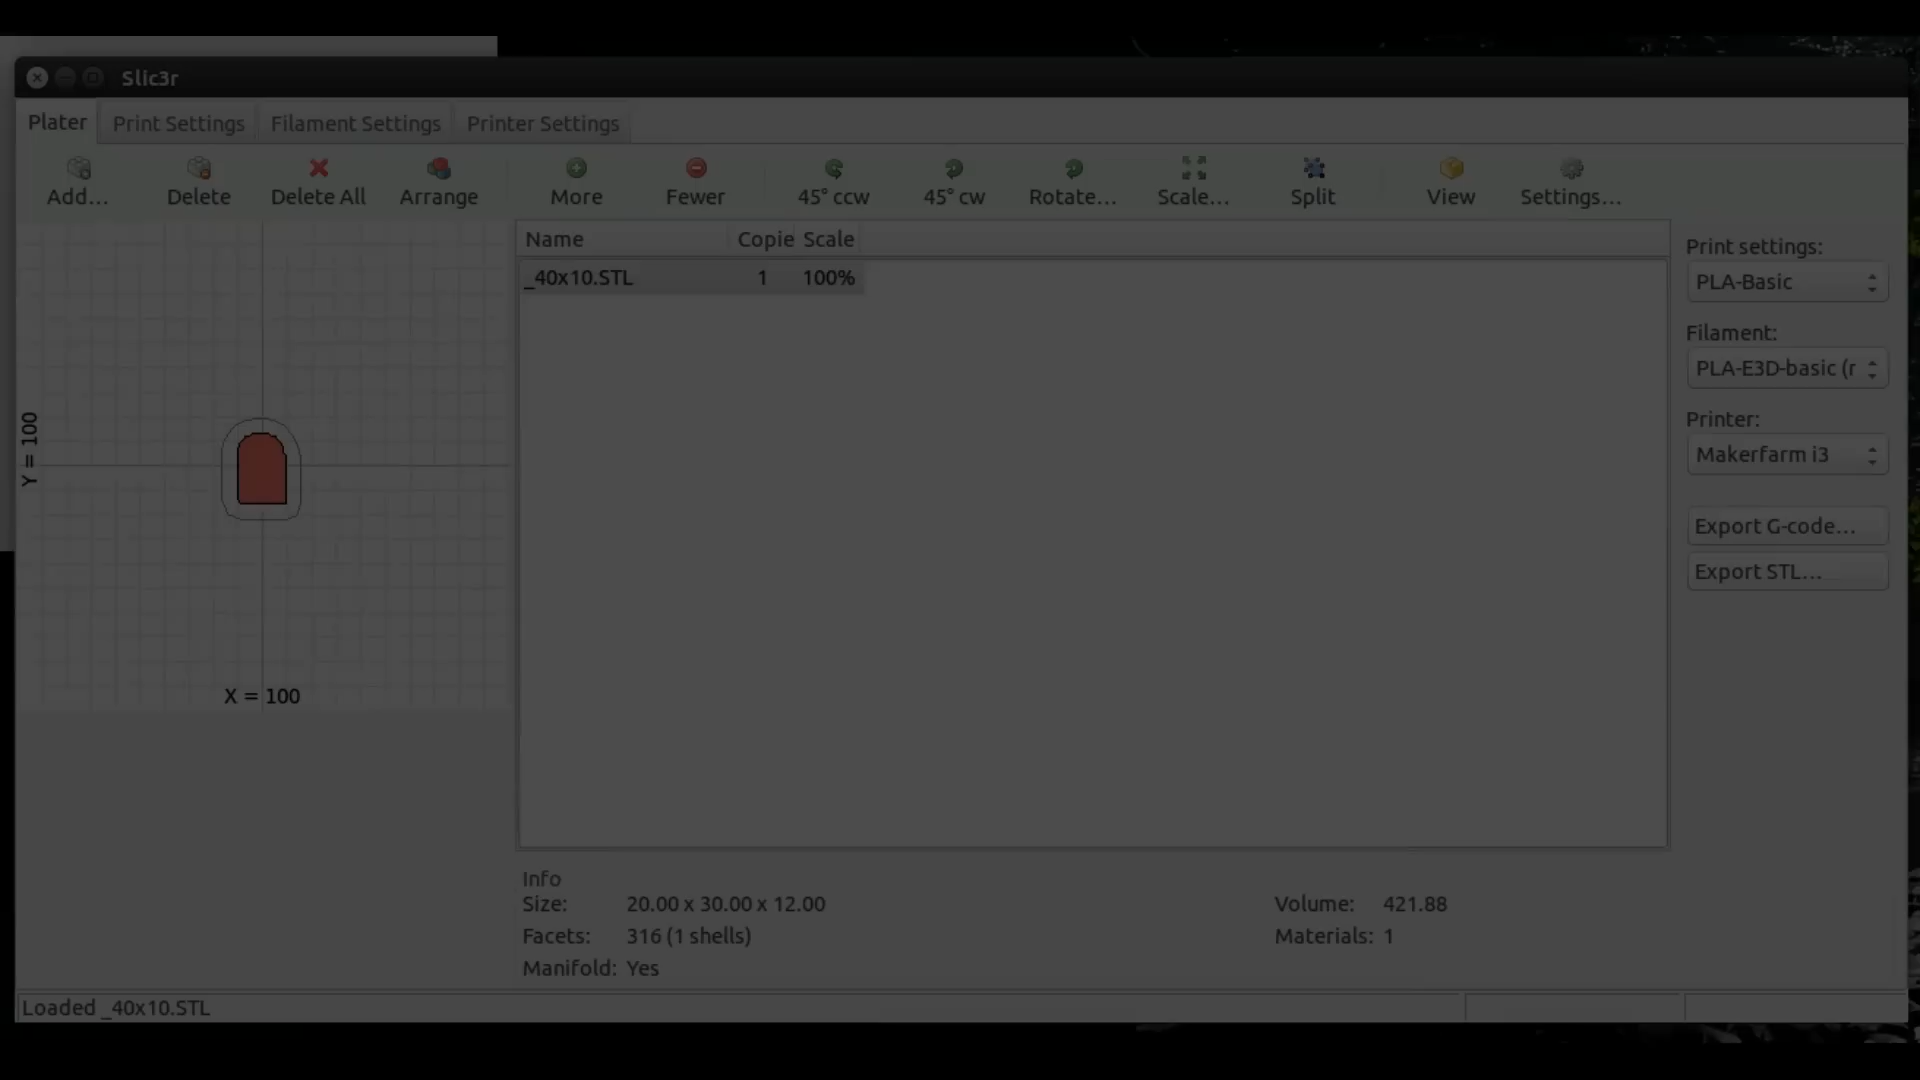 Slic3r
Plater Print Settings Filament Settings Printer Settings
Add... Delete Delete All Arrange More Fewer 45° ccw 45° cw Rotate... Scale... Split View Settings...
Name Copie Scale
_40x10.STL 1 100%
Y = 100
X = 100
Print settings:
PLA-Basic
Filament:
PLA-E3D-basic (r
Printer:
Makerfarm i3
Export G-code...
Export STL...
Info
Size: 20.00 x 30.00 x 12.00 Volume: 421.88
Facets: 316 (1 shells) Materials: 1
Manifold: Yes
Loaded _40x10.STL